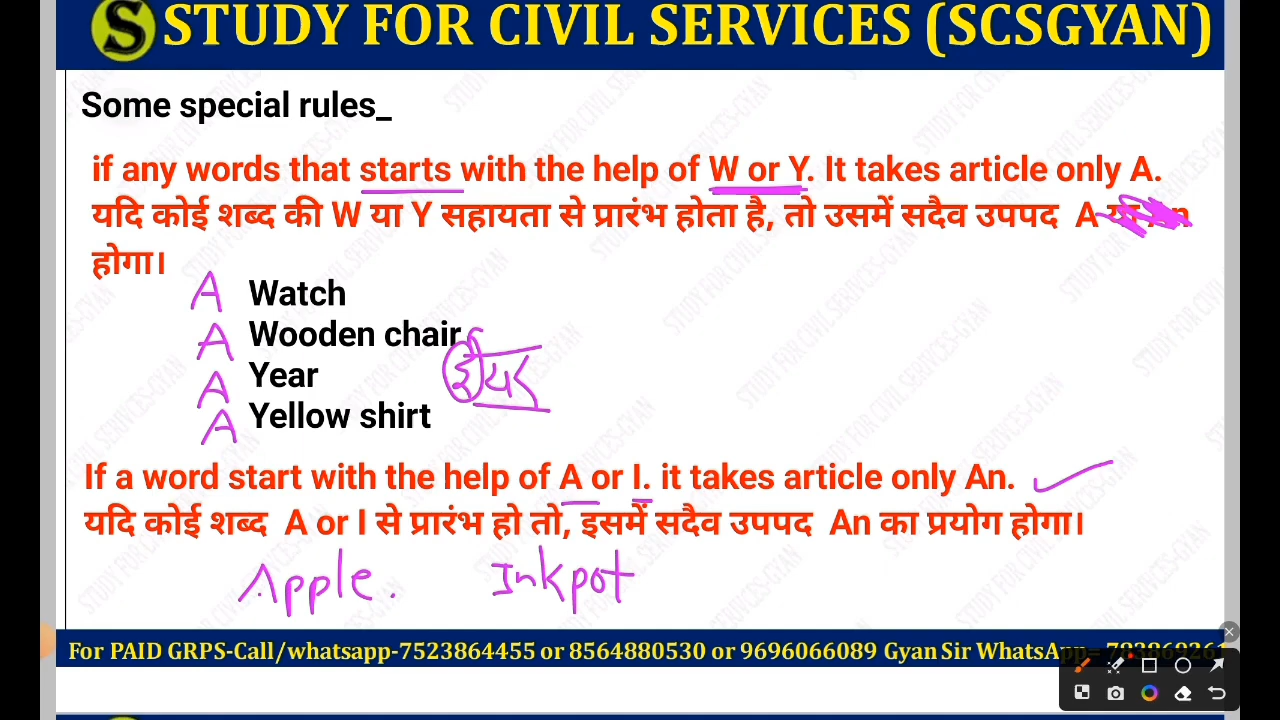 STUDY FOR CIVIL SERVICES (SCSGYAN)
Some special rules_
if any words that starts with the help of W or Y. It takes article only A.
यदि कोई शब्द की W या Y सहायता से प्रारंभ होता है, तो उसमें सदैव उपपद A या An
होगा।
A Watch
A Wooden chair
A Year ईयर
A Yellow shirt
If a word start with the help of A or I. it takes article only An.
यदि कोई शब्द A or I से प्रारंभ हो तो, इसमें सदैव उपपद An का प्रयोग होगा।
Apple. Inkpot
For PAID GRPS-Call/whatsapp-7523864455 or 8564880530 or 9696066089 Gyan Sir WhatsApp=